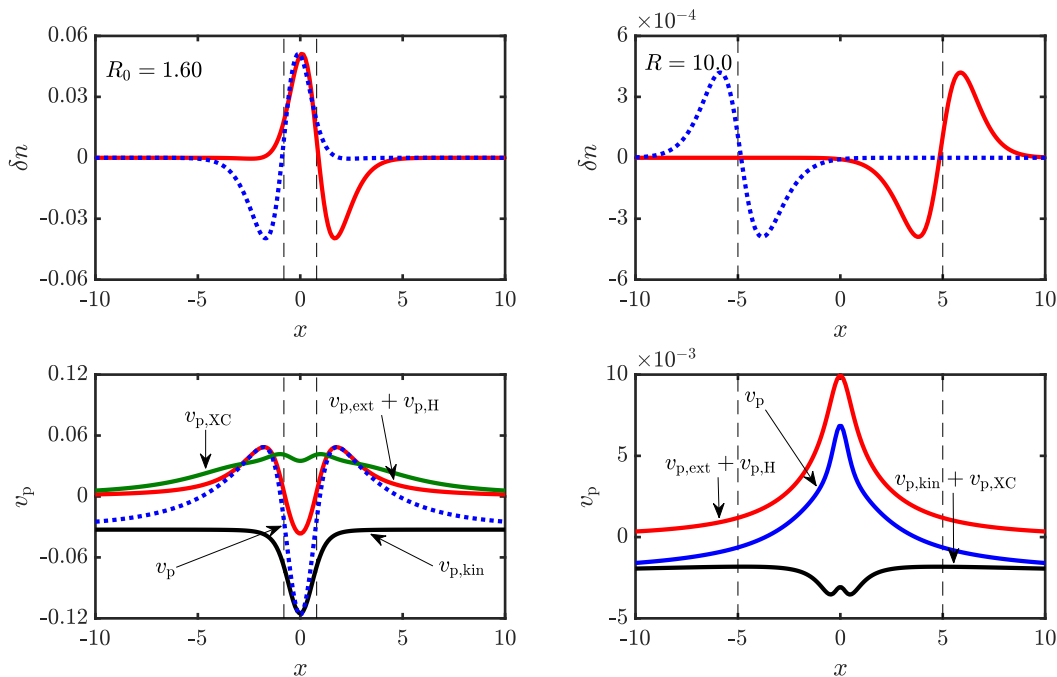 0.06
0.03
0
-0.03
-0.06
δn
R₀ = 1.60
-10 -5 0 5 10
x
×10⁻⁴
6
3
0
-3
-6
δn
R = 10.0
-10 -5 0 5 10
x
0.12
0.06
0
-0.06
-0.12
v_p
v_p,XC
v_p,ext + v_p,H
v_p
v_p,kin
-10 -5 0 5 10
x
×10⁻³
10
5
0
-5
v_p
v_p
v_p,ext + v_p,H
v_p,kin + v_p,XC
-10 -5 0 5 10
x